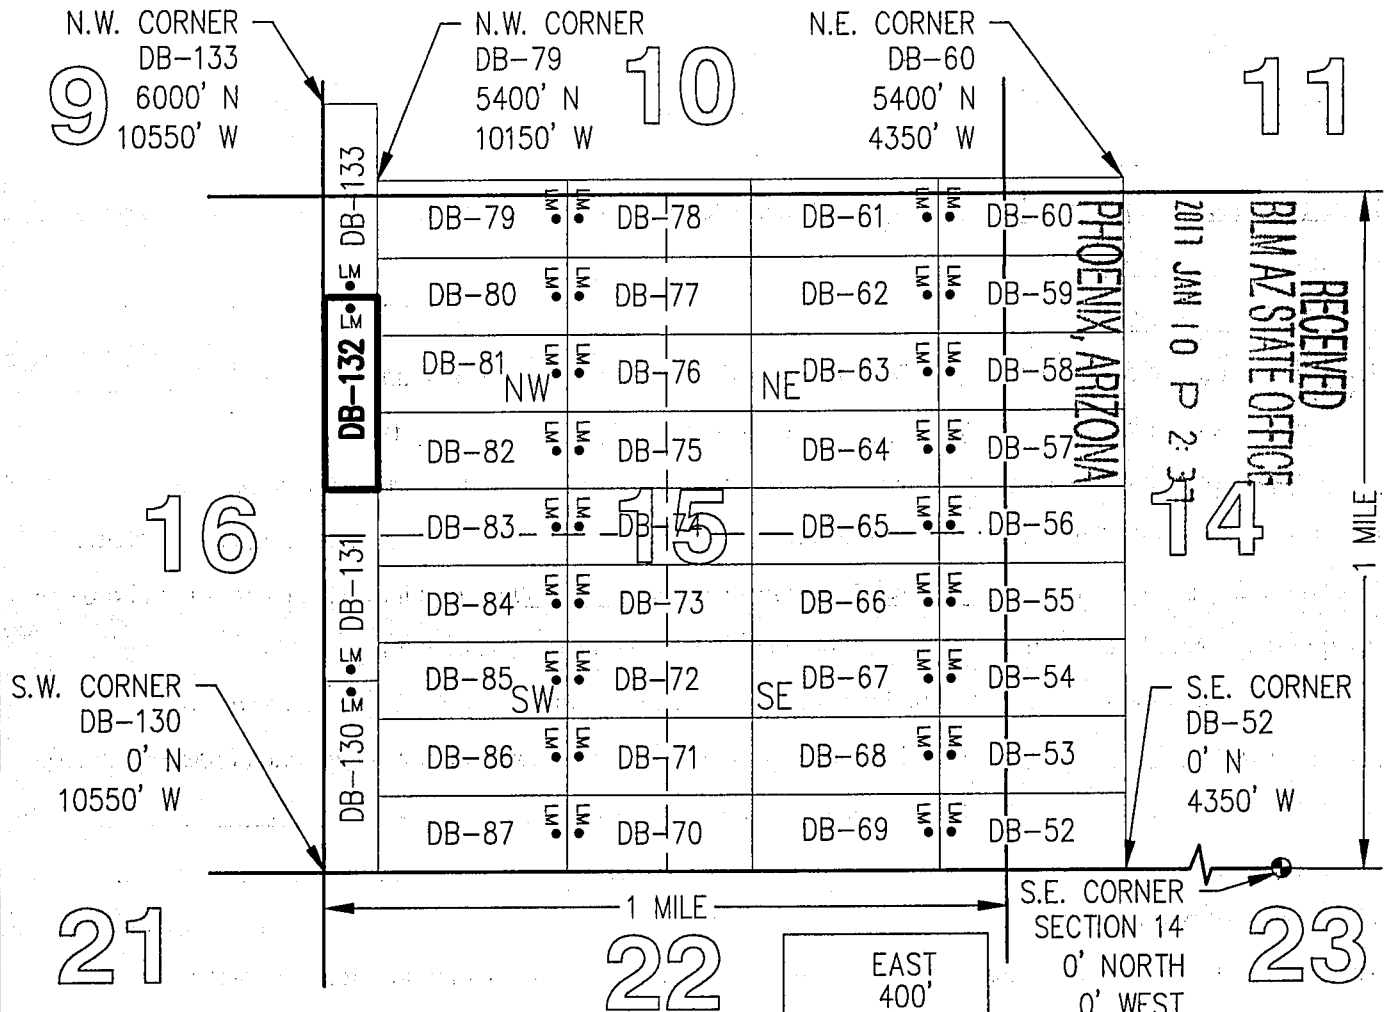 N.W. CORNER
DB-133
6000' N
10550' W
N.W. CORNER
DB-79
5400' N
10150' W
N.E. CORNER
DB-60
5400' N
4350' W
9
10
11
DB-133
LM
DB-79 LM LM DB-78 DB-61 LM LM DB-60
DB-80 LM LM DB-77 DB-62 LM LM DB-59
LM
DB-132
DB-81 NW LM LM DB-76 NE DB-63 LM LM DB-58
DB-82 LM LM DB-75 DB-64 LM LM DB-57
16
DB-83 LM LM DB-74 15 DB-65 LM LM DB-56
14
DB-131
LM
DB-84 LM LM DB-73 DB-66 LM LM DB-55
DB-85 SW LM LM DB-72 SE DB-67 LM LM DB-54
LM
DB-130
DB-86 LM LM DB-71 DB-68 LM LM DB-53
DB-87 LM LM DB-70 DB-69 LM LM DB-52
RECEIVED
BLM AZ STATE OFFICE
2011 JAN 10 P 2:37
PHOENIX, ARIZONA
1 MILE
S.W. CORNER
DB-130
0' N
10550' W
S.E. CORNER
DB-52
0' N
4350' W
1 MILE
S.E. CORNER
SECTION 14
0' NORTH
0' WEST
21
22
23
EAST
400'